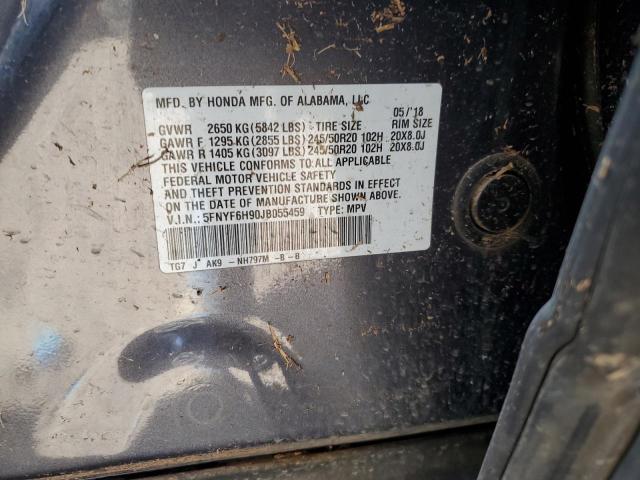 MFD. BY HONDA MFG. OF ALABAMA, LLC
05/'18
GVWR 2650 KG (5842 LBS) - TIRE SIZE RIM SIZE
GAWR F 1295 KG (2855 LBS) 245/50R20 102H 20X8.0J
GAWR R 1405 KG (3097 LBS) 245/50R20 102H 20X8.0J
THIS VEHICLE CONFORMS TO ALL APPLICABLE
FEDERAL MOTOR VEHICLE SAFETY
AND THEFT PREVENTION STANDARDS IN EFFECT
ON THE DATE OF MANUFACTURE SHOWN ABOVE.
V.I.N.: 5FNYF6H90JB055459 TYPE: MPV
TG7 J AK9 - NH797M -B - B